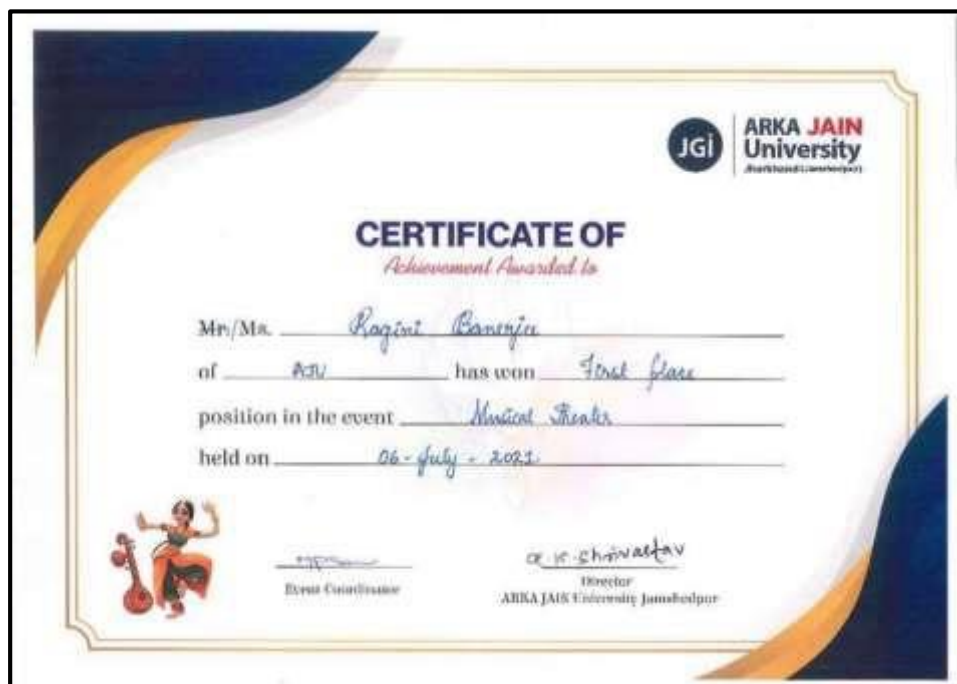 JGi
ARKA JAIN
University
CERTIFICATE OF
Achievement Awarded to
Mr./Ms. Ragini Banerjee
of AJU has won First place
position in the event Musical Theater
held on 06-July-2021
Event Coordinator
Director
ARKA JAIN University Jamshedpur